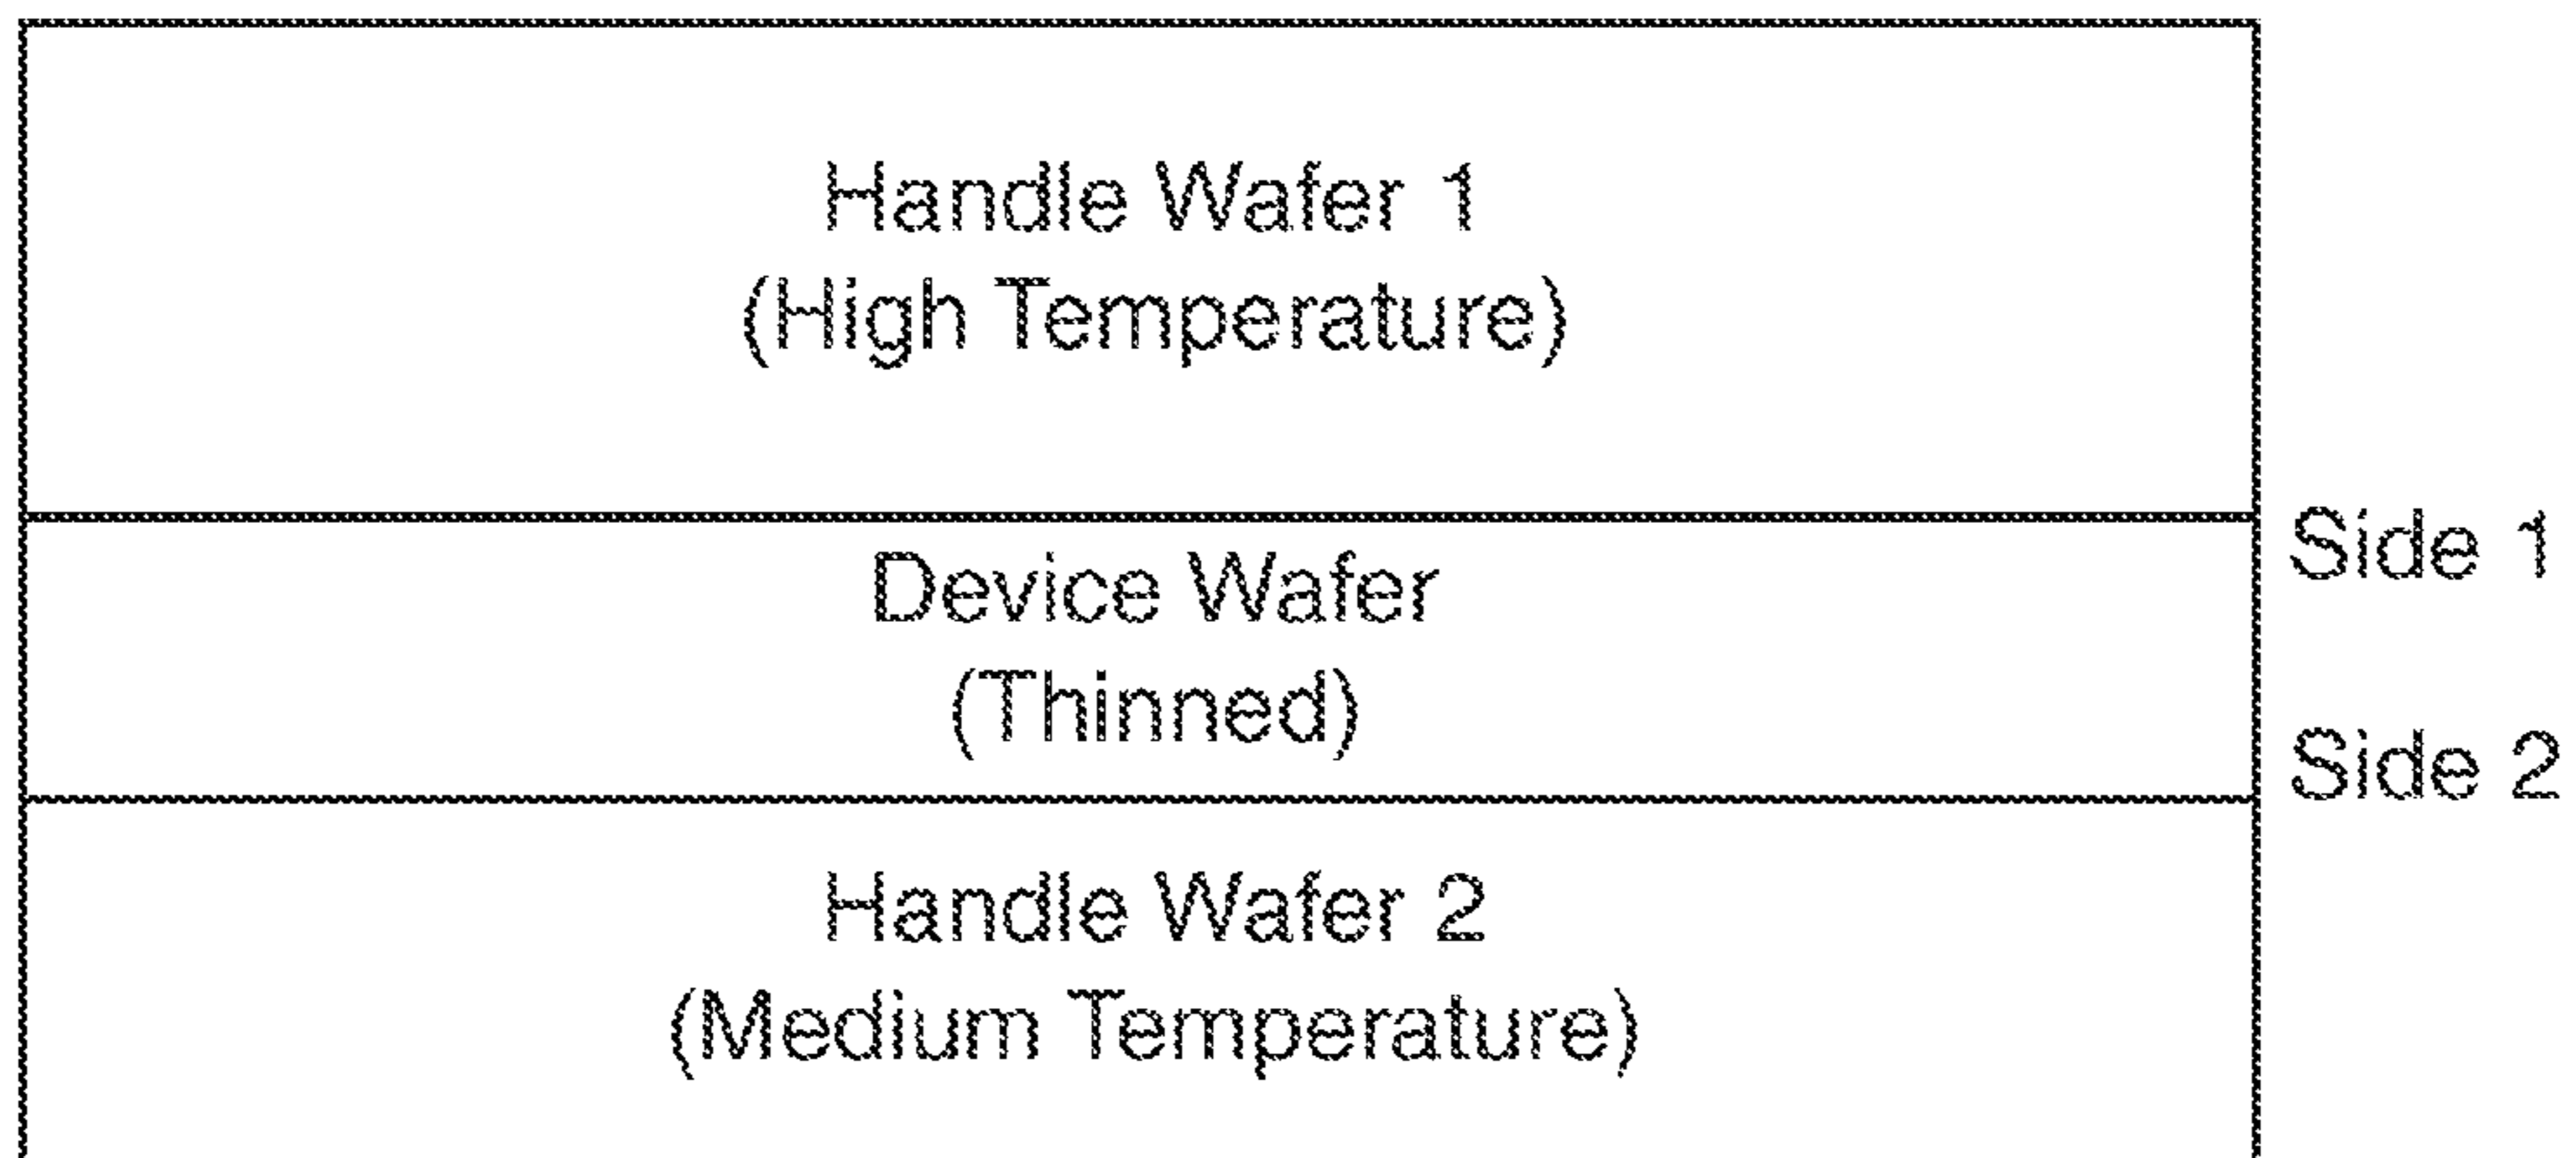 Handle Wafer 1
(High Temperature)
Side 1
Device Wafer
(Thinned)
Side 2
Handle Wafer 2
(Medium Temperature)